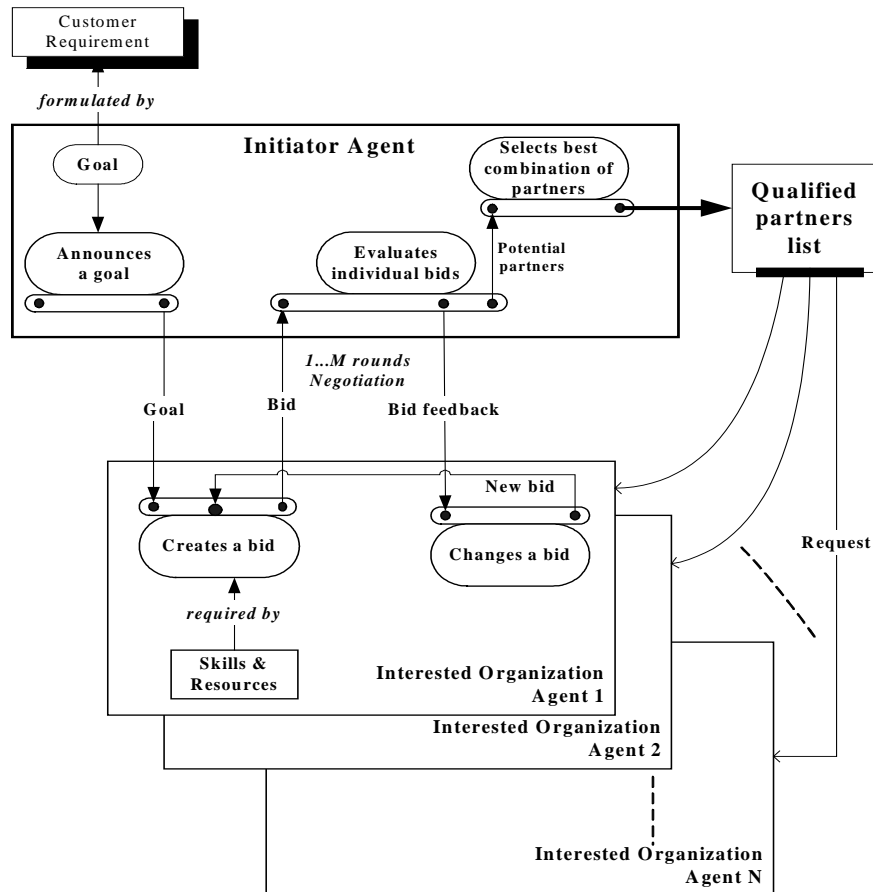 Customer
Requirement
formulated by
Initiator Agent
Goal
Selects best
combination of
partners
Qualified
partners
list
Announces
a goal
Evaluates
individual bids
Potential
partners
1...M rounds
Negotiation
Goal
Bid
Bid feedback
New bid
Creates a bid
Changes a bid
Request
required by
Skills &
Resources
Interested Organization
Agent 1
Interested Organization
Agent 2
Interested Organization
Agent N